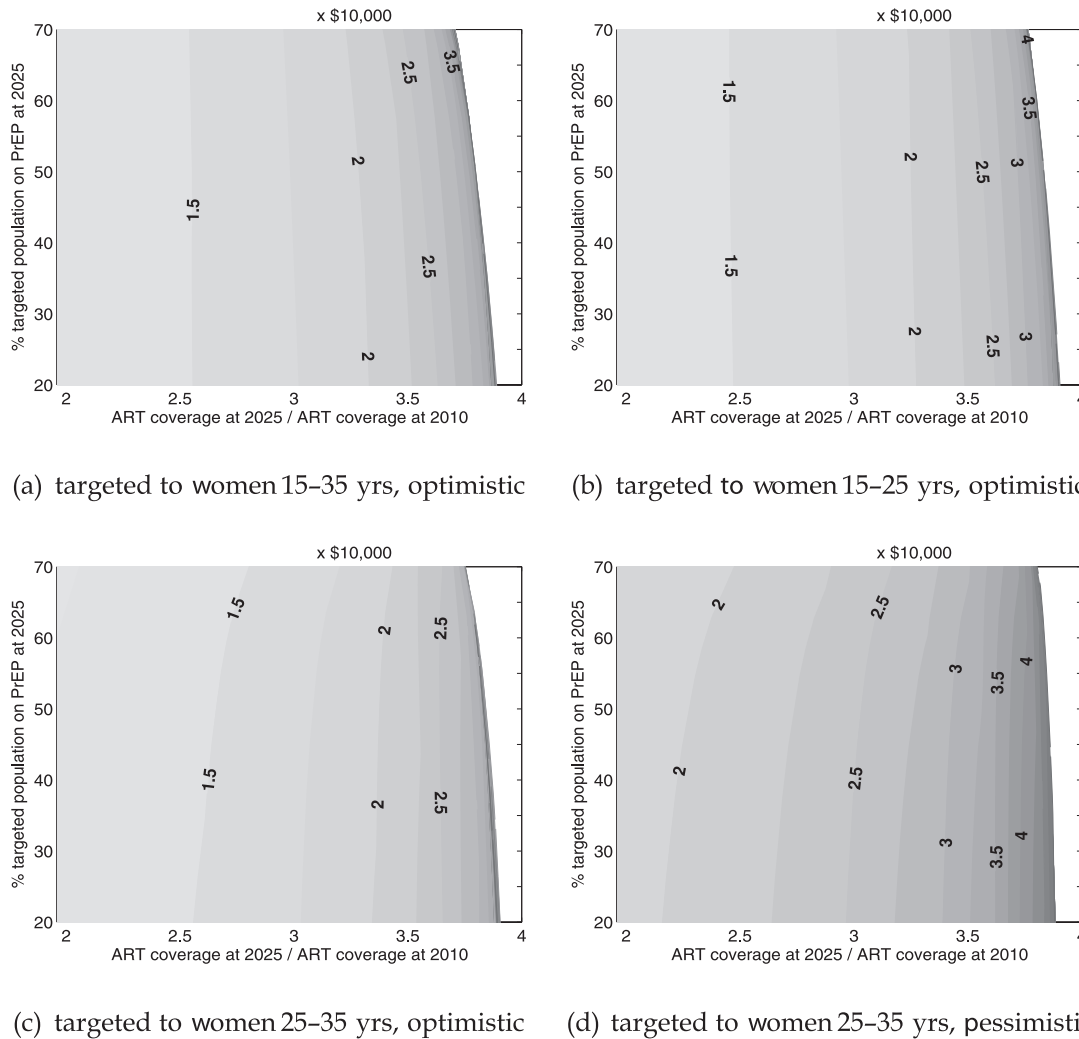 x $10,000
70
60
50
40
30
20
% targeted population on PrEP at 2025
1.5
2
2
2.5
2.5
3.5
2 2.5 3 3.5 4
ART coverage at 2025 / ART coverage at 2010
(a) targeted to women 15–35 yrs, optimistic
x $10,000
70
60
50
40
30
20
% targeted population on PrEP at 2025
1.5
1.5
2
2
2.5
2.5
3
3
3.5
4
2 2.5 3 3.5 4
ART coverage at 2025 / ART coverage at 2010
(b) targeted to women 15–25 yrs, optimistic
x $10,000
70
60
50
40
30
20
% targeted population on PrEP at 2025
1.5
1.5
2
2
2.5
2.5
2 2.5 3 3.5 4
ART coverage at 2025 / ART coverage at 2010
(c) targeted to women 25–35 yrs, optimistic
x $10,000
70
60
50
40
30
20
% targeted population on PrEP at 2025
2
2
2.5
2.5
3
3
3.5
3.5
4
4
2 2.5 3 3.5 4
ART coverage at 2025 / ART coverage at 2010
(d) targeted to women 25–35 yrs, pessimisti